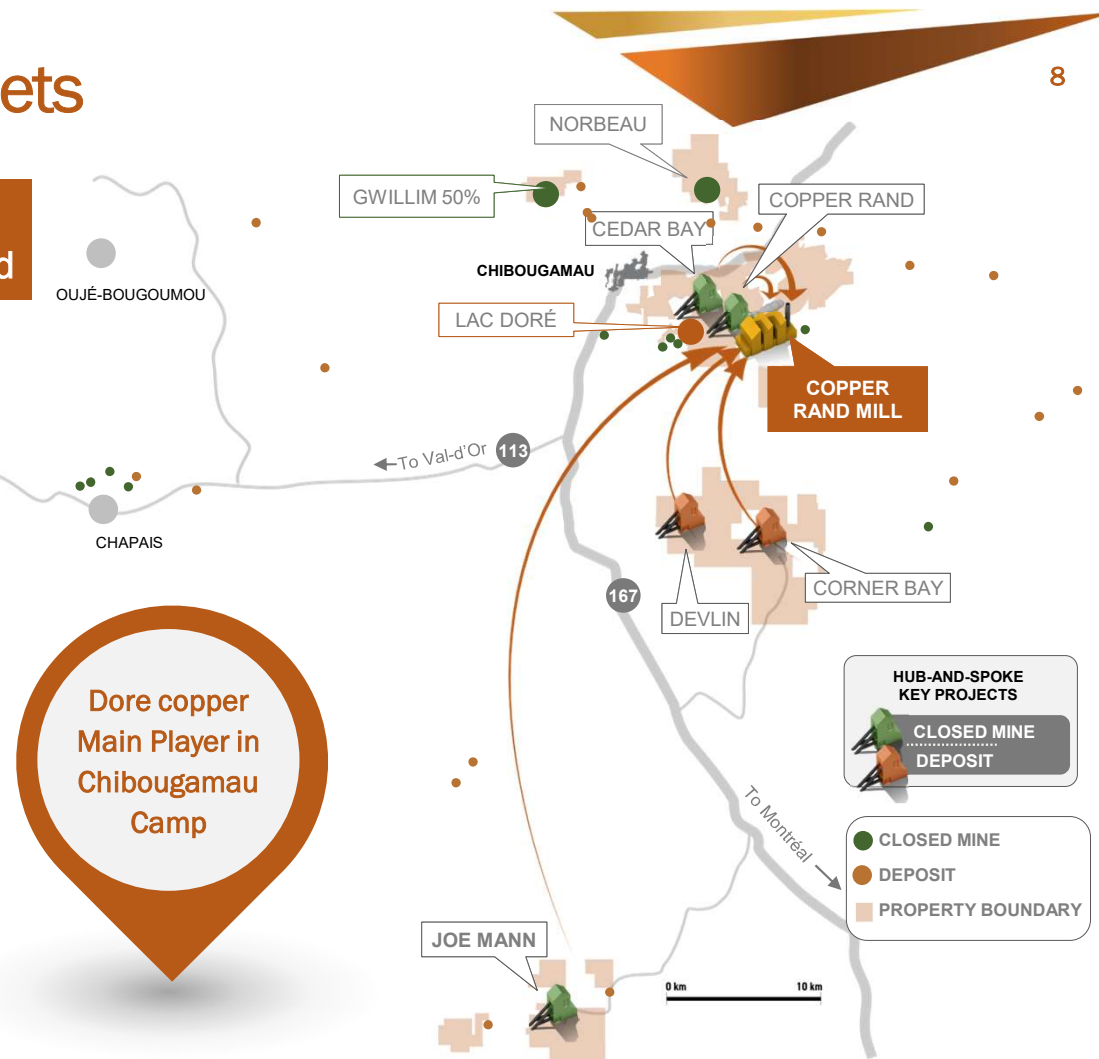 ets
8
d
NORBEAU
GWILLIM 50%
COPPER RAND
CEDAR BAY
CHIBOUGAMAU
OUJÉ-BOUGOUMOU
LAC DORÉ
COPPER
RAND MILL
To Val-d'Or
113
CHAPAIS
CORNER BAY
167
DEVLIN
HUB-AND-SPOKE
KEY PROJECTS
CLOSED MINE
DEPOSIT
Dore copper
Main Player in
Chibougamau
Camp
To Montréal
CLOSED MINE
DEPOSIT
PROPERTY BOUNDARY
JOE MANN
0 km
10 km